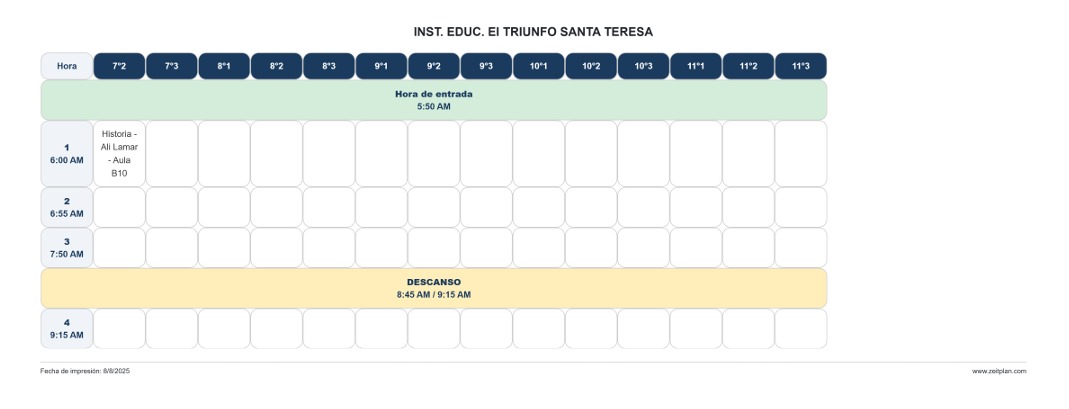 INST. EDUC. El TRIUNFO SANTA TERESA
Hora 7°2 7°3 8°1 8°2 8°3 9°1 9°2 9°3 10°1 10°2 10°3 11°1 11°2 11°3
Hora de entrada
5:50 AM
1
6:00 AM
Historia -
Ali Lamar
- Aula
B10
2
6:55 AM
3
7:50 AM
DESCANSO
8:45 AM / 9:15 AM
4
9:15 AM
Fecha de impresión: 8/8/2025
www.zeitplan.com